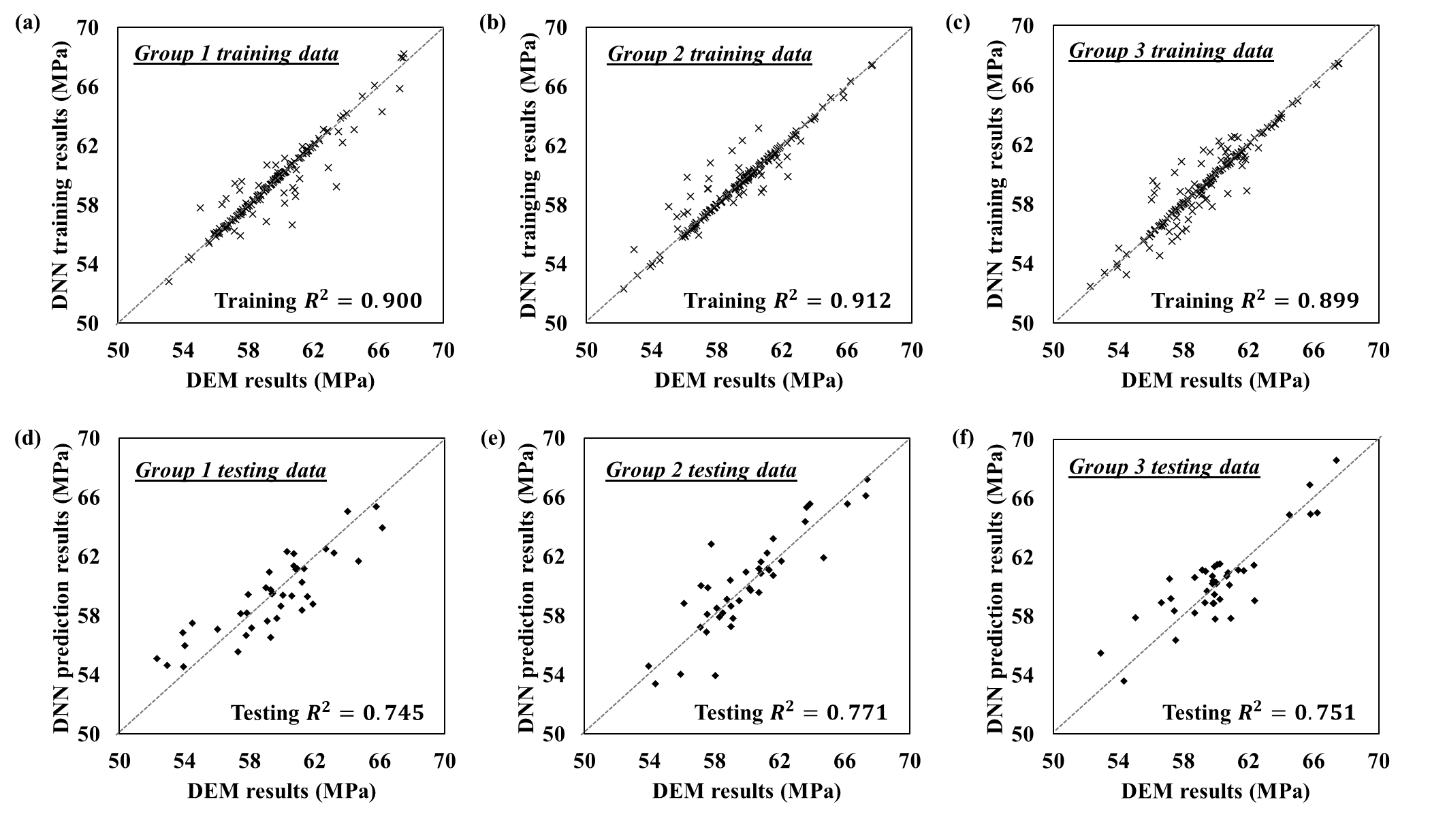 (a)
70
66
62
58
54
50
DNN training results (MPa)
Group 1 training data
Training R² = 0.900
50 54 58 62 66 70
DEM results (MPa)
(b)
70
66
62
58
54
50
DNN trainging results (MPa)
Group 2 training data
Training R² = 0.912
50 54 58 62 66 70
DEM results (MPa)
(c)
70
66
62
58
54
50
DNN training results (MPa)
Group 3 training data
Training R² = 0.899
50 54 58 62 66 70
DEM results (MPa)
(d)
70
66
62
58
54
50
DNN prediction results (MPa)
Group 1 testing data
Testing R² = 0.745
50 54 58 62 66 70
DEM results (MPa)
(e)
70
66
62
58
54
50
DNN prediction results (MPa)
Group 2 testing data
Testing R² = 0.771
50 54 58 62 66 70
DEM results (MPa)
(f)
70
66
62
58
54
50
DNN prediction results (MPa)
Group 3 testing data
Testing R² = 0.751
50 54 58 62 66 70
DEM results (MPa)